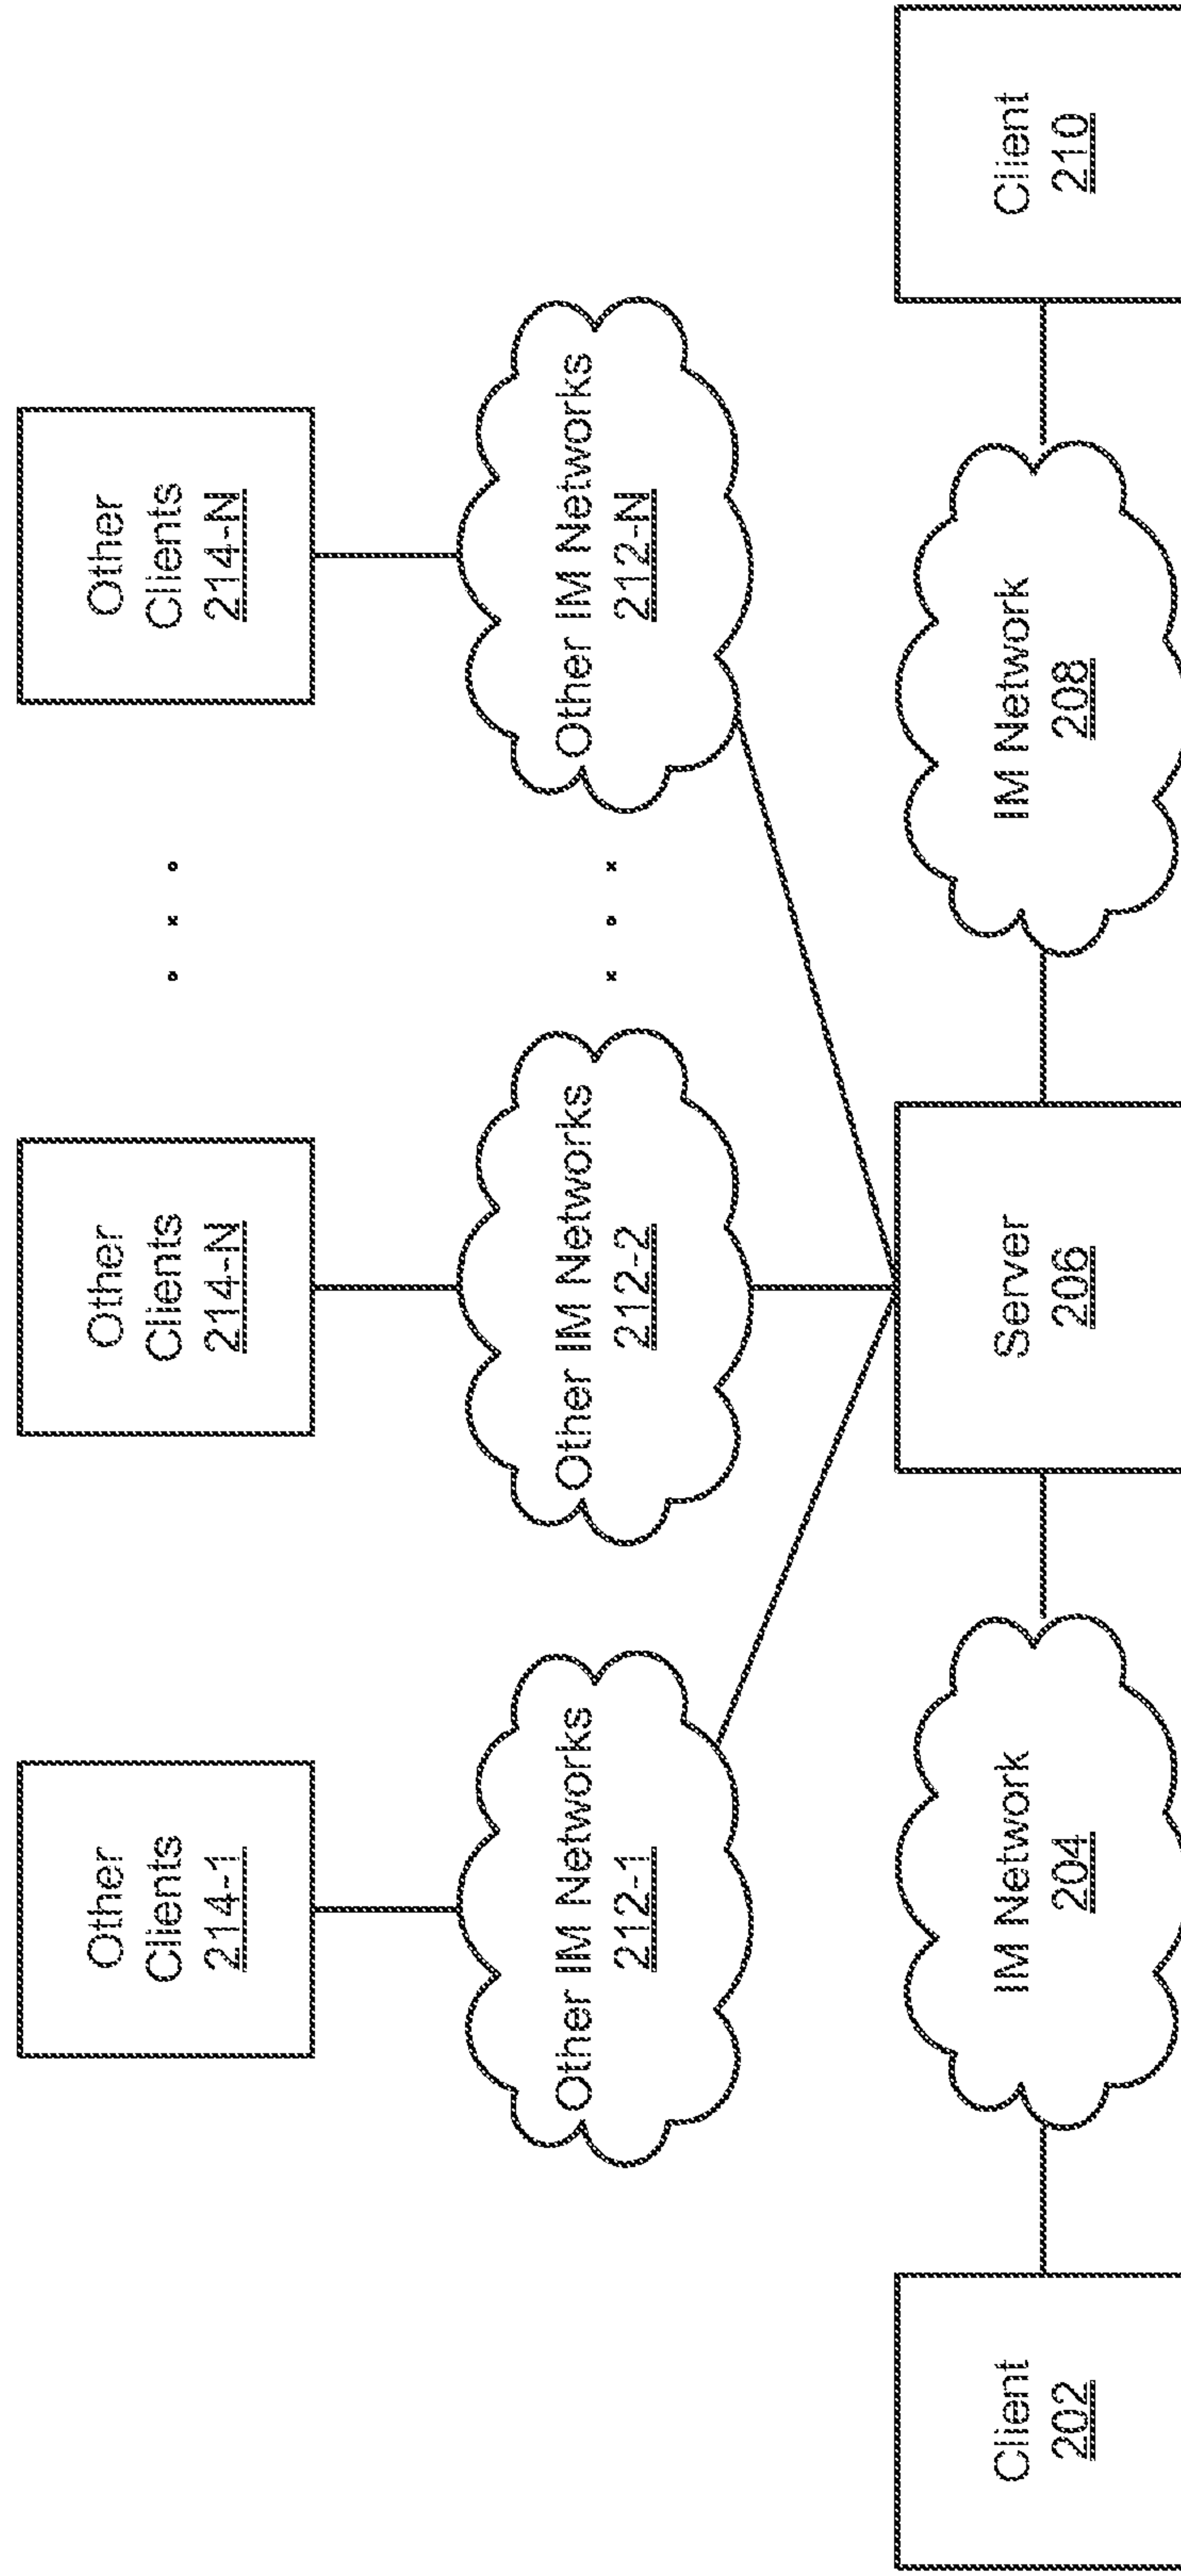 Other
Clients
214-1
Other
Clients
214-N
Other
Clients
214-N
Other IM Networks
212-1
Other IM Networks
212-2
Other IM Networks
212-N
Client
202
IM Network
204
Server
206
IM Network
208
Client
210